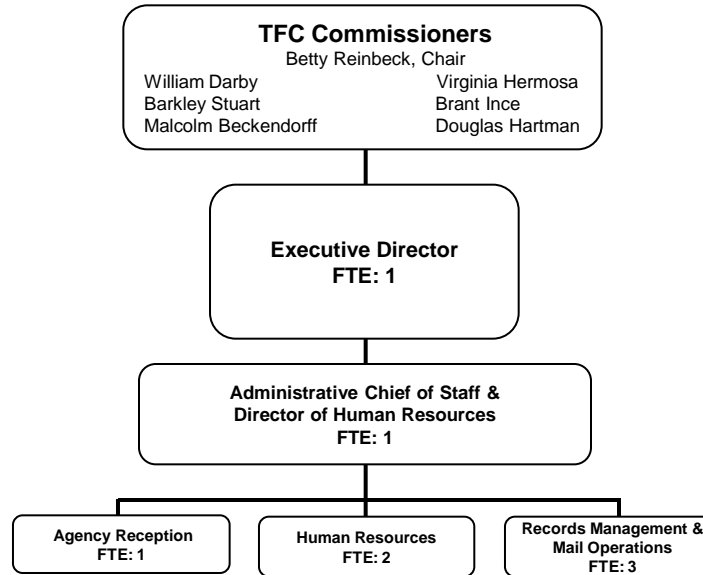 TFC Commissioners
Betty Reinbeck, Chair
William Darby Virginia Hermosa
Barkley Stuart Brant Ince
Malcolm Beckendorff Douglas Hartman
Executive Director
FTE: 1
Administrative Chief of Staff &
Director of Human Resources
FTE: 1
Agency Reception
FTE: 1
Human Resources
FTE: 2
Records Management &
Mail Operations
FTE: 3